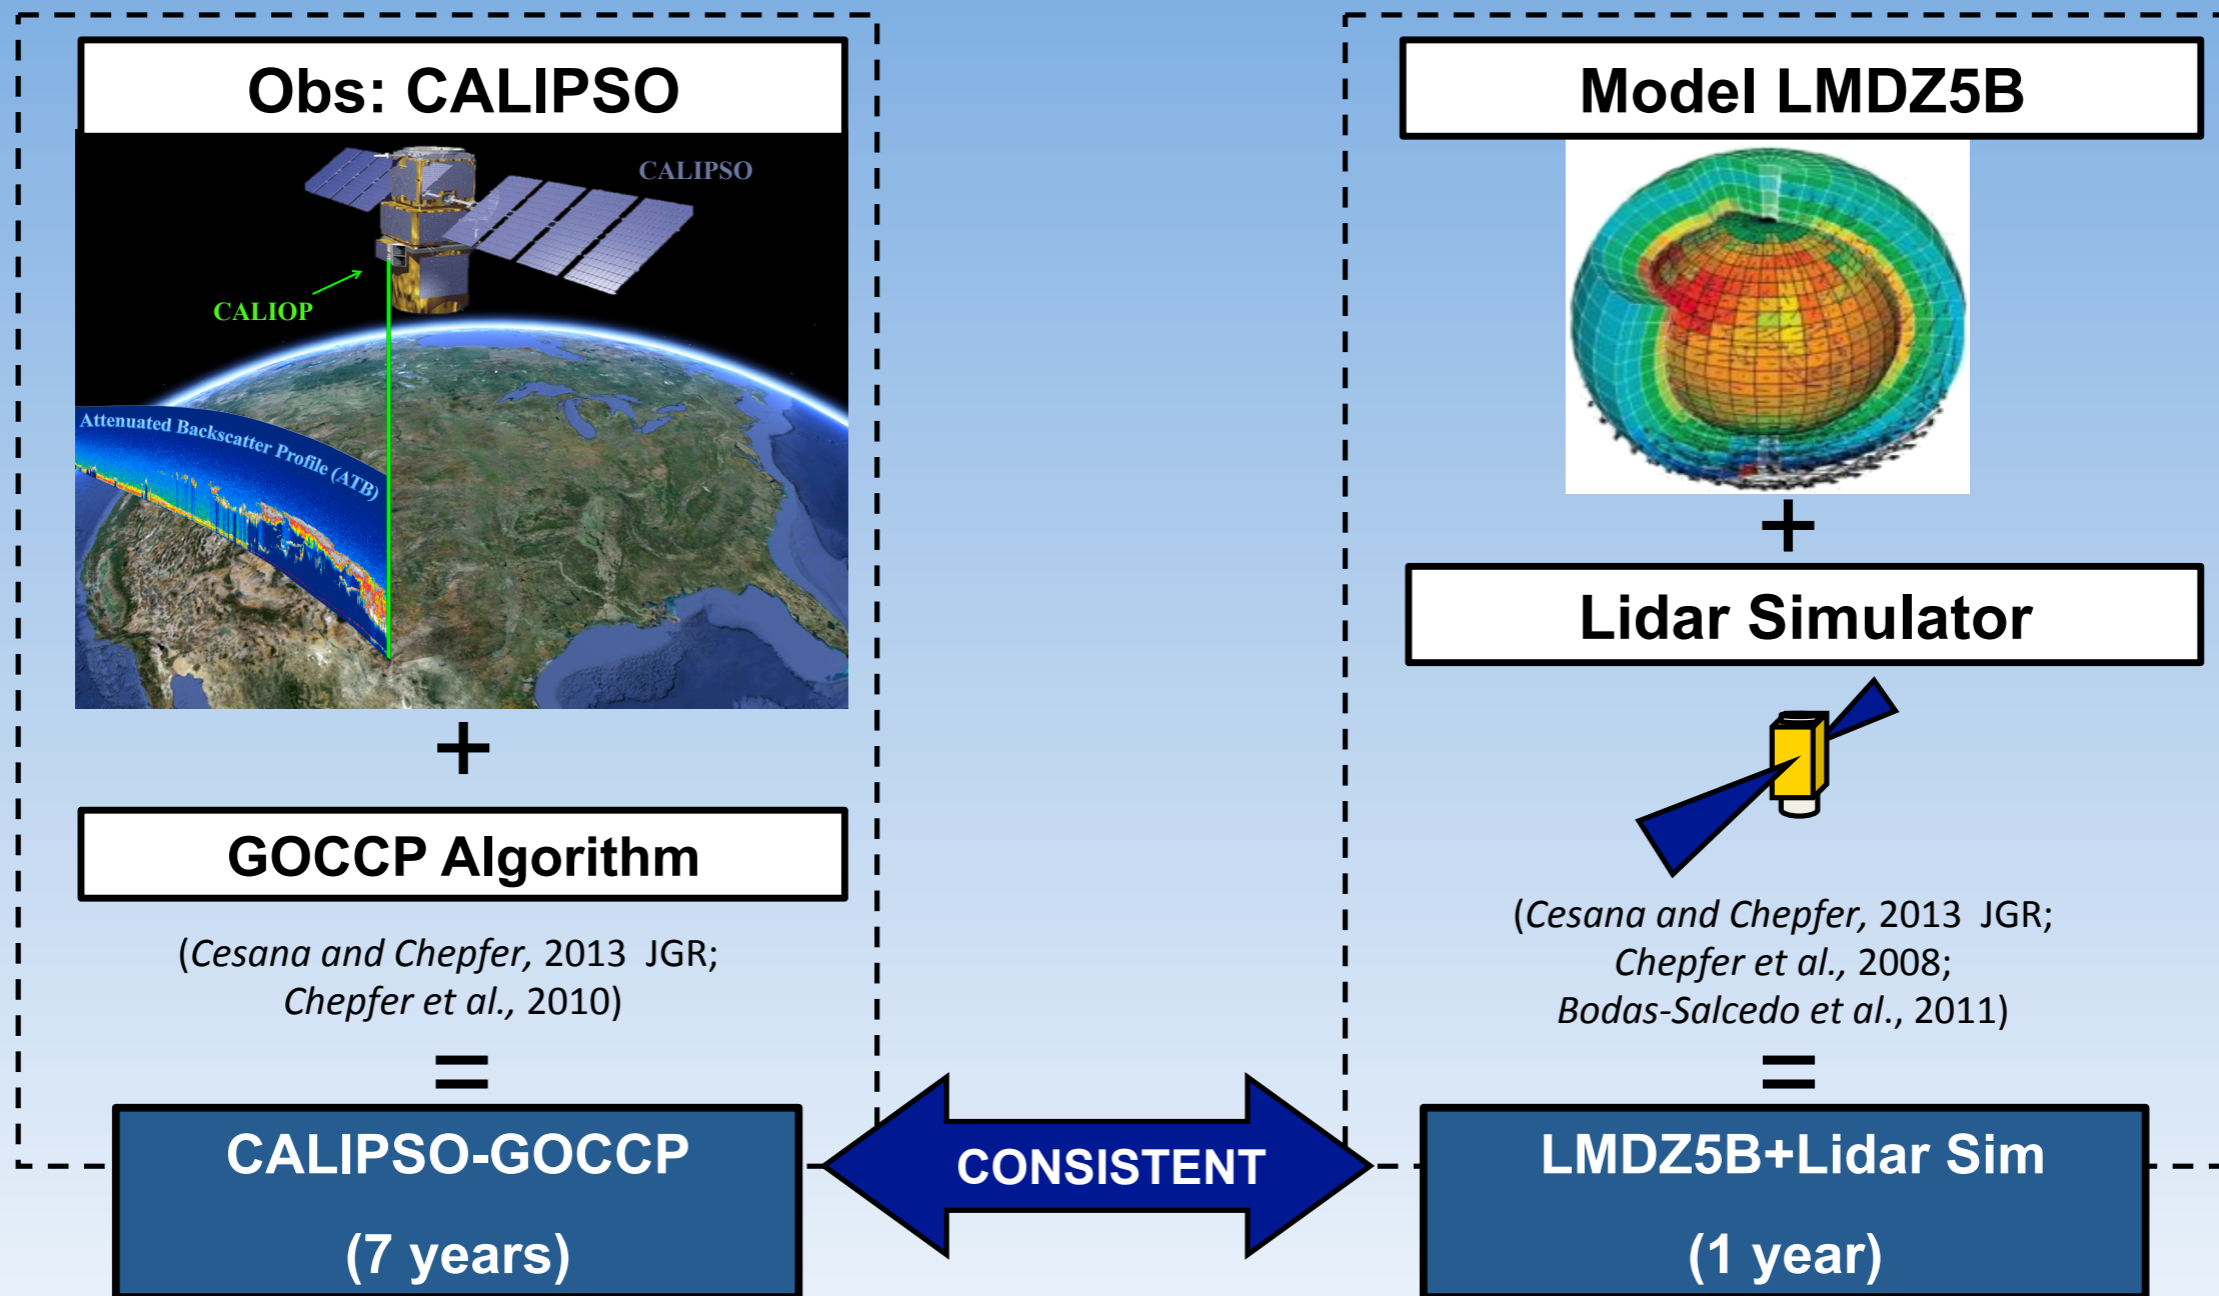 Obs: CALIPSO
CALIPSO
CALIOP
Attenuated Backscatter Profile (ATB)
+
GOCCP Algorithm
(Cesana and Chepfer, 2013 JGR;
Chepfer et al., 2010)
=
CALIPSO-GOCCP
(7 years)
CONSISTENT
Model LMDZ5B
+
Lidar Simulator
(Cesana and Chepfer, 2013 JGR;
Chepfer et al., 2008;
Bodas-Salcedo et al., 2011)
=
LMDZ5B+Lidar Sim
(1 year)